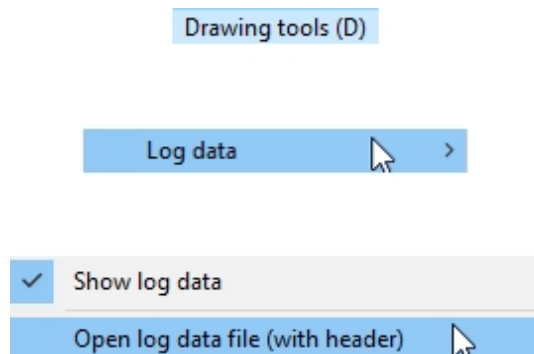 Drawing tools (D)
Log data
Show log data
Open log data file (with header)